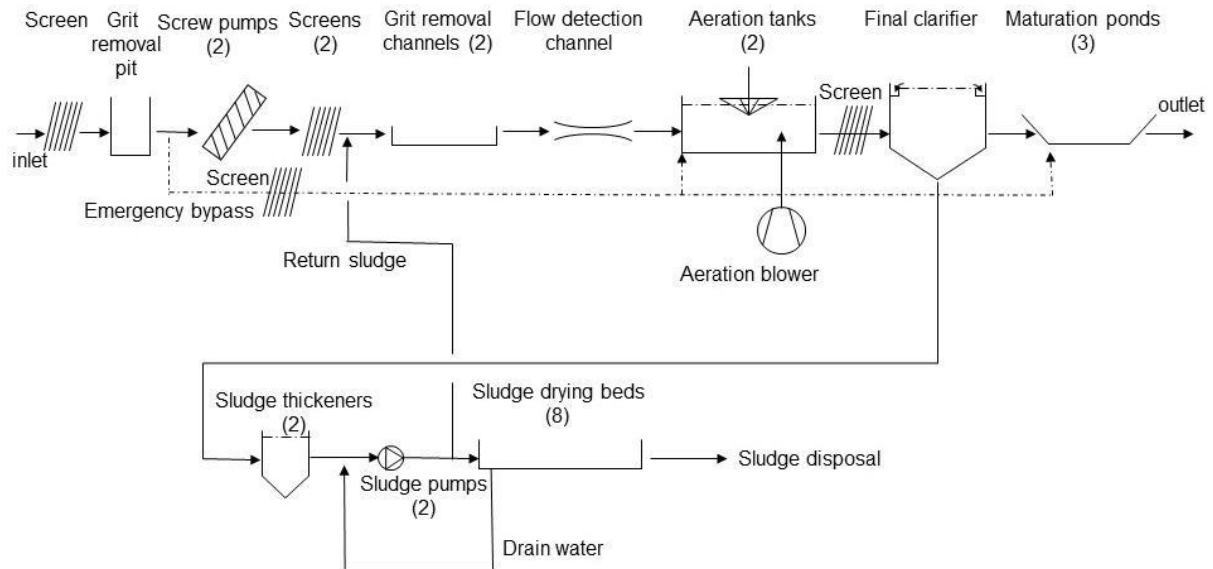 Screen
Grit
removal
pit
Screw pumps
(2)
Screens
(2)
Grit removal
channels (2)
Flow detection
channel
Aeration tanks
(2)
Final clarifier
Maturation ponds
(3)
Screen
outlet
inlet
Screen
Emergency bypass
Return sludge
Aeration blower
Sludge thickeners
(2)
Sludge drying beds
(8)
Sludge disposal
Sludge pumps
(2)
Drain water